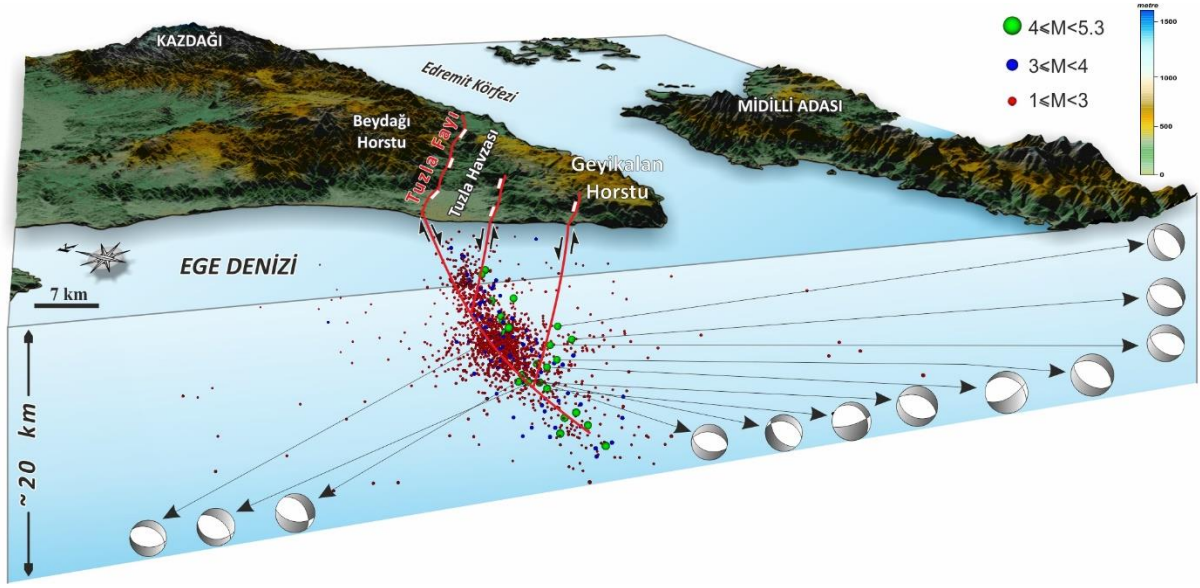 metre
1500
1000
500
0
4⩽M<5.3
3⩽M<4
1⩽M<3
KAZDAĞI
Edremit Körfezi
MİDİLLİ ADASI
Beydağı
Horstu
Tuzla Fayı
Tuzla Havzası
Geyikalan
Horstu
EGE DENİZİ
7 km
~ 20 km